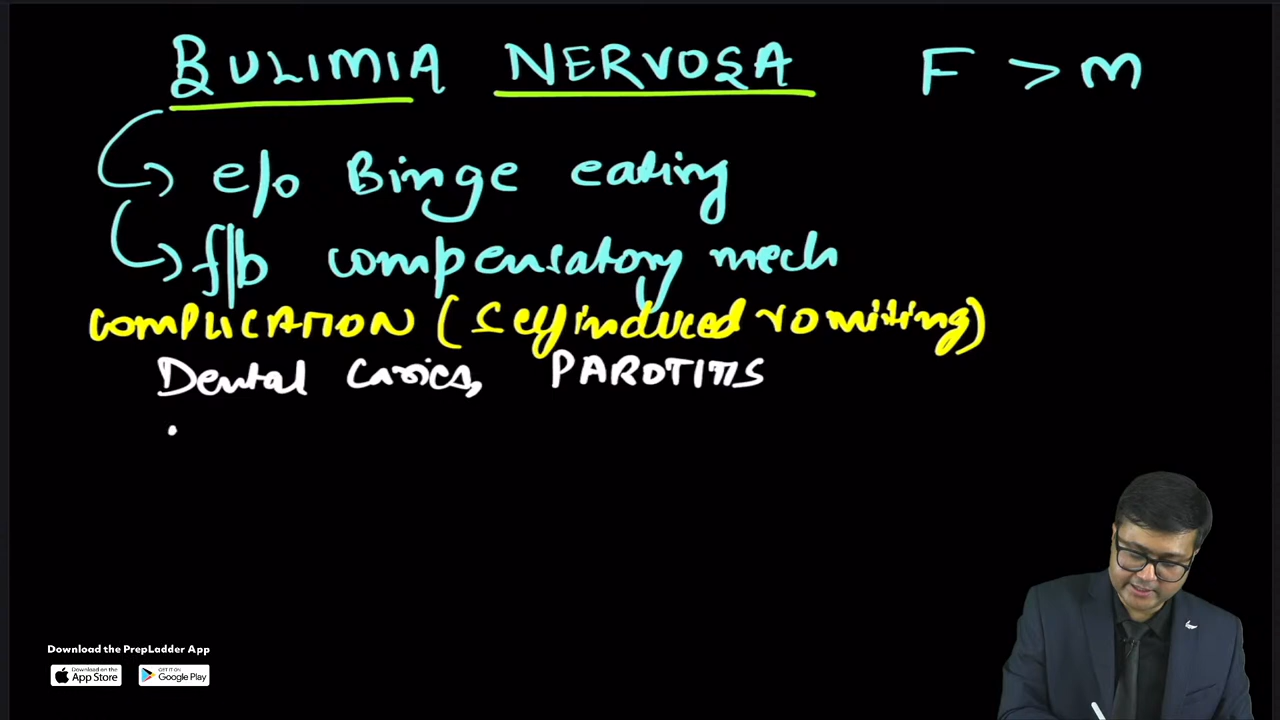 BULIMIA NERVOSA F > M
e/o Binge eating
f/b compensatory mech
COMPLICATION (Self induced vomiting)
Dental Caries, PAROTITIS
Download the PrepLadder App
Download on the App Store
GET IT ON Google Play